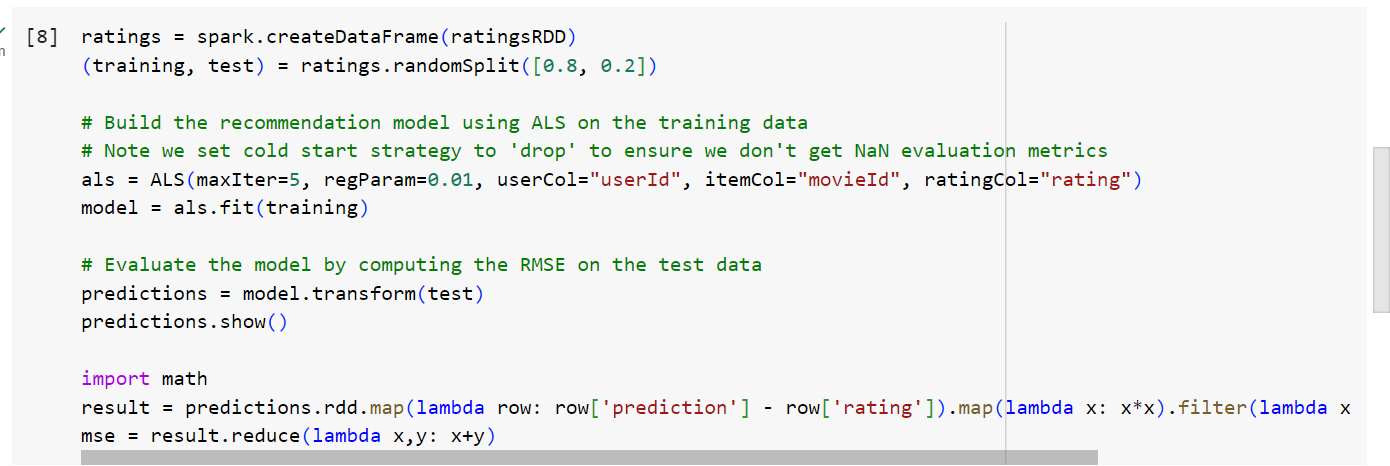 [8] ratings = spark.createDataFrame(ratingsRDD)
(training, test) = ratings.randomSplit([0.8, 0.2])
# Build the recommendation model using ALS on the training data
# Note we set cold start strategy to 'drop' to ensure we don't get NaN evaluation metrics
als = ALS(maxIter=5, regParam=0.01, userCol="userId", itemCol="movieId", ratingCol="rating")
model = als.fit(training)
# Evaluate the model by computing the RMSE on the test data
predictions = model.transform(test)
predictions.show()
import math
result = predictions.rdd.map(lambda row: row['prediction'] - row['rating']).map(lambda x: x*x).filter(lambda x
mse = result.reduce(lambda x,y: x+y)